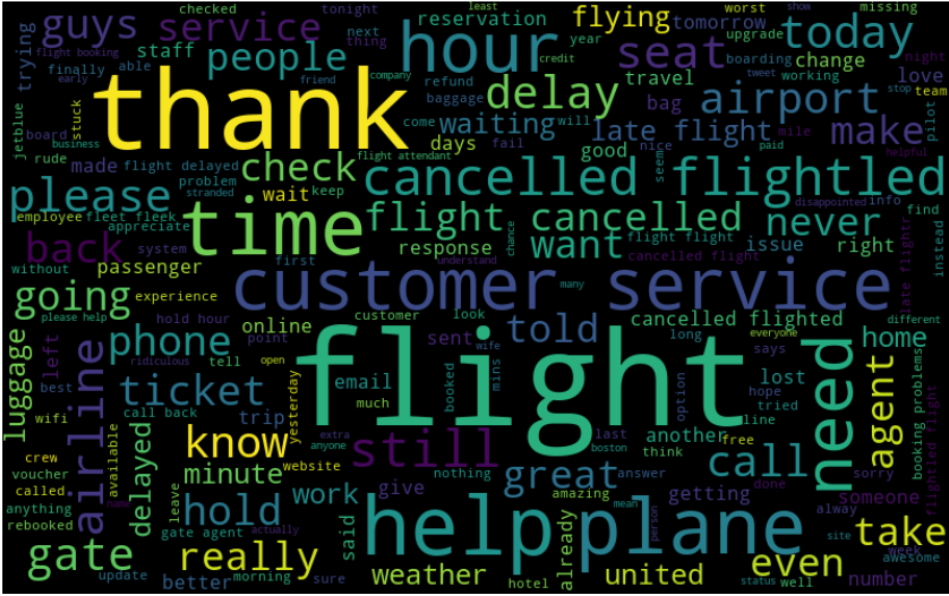 checked
tonight
least
worst
show
missing
guys
service
reservation
flying
tomorrow
upgrade
today
trying
flight booking
next
year
finally
able
staff
people
hour
thing
credit
seat
boarding
change
night
early
friend
company
refund
travel
working
love
thank
baggage
delay
bag
airport
tweet
stop
team
jetblue
stuck
board
business
come
waiting
will
late flight
mile
make
pilot
rude
made
flight delayed
check
flight attendant
days
fail
good
nice
paid
helpful
please
problem
stranded
keep
wait
cancelled flightled
seem
disappointed
info
find
employee
fleet fleek
appreciate
time
flight cancelled
never
instead
back
system
response
chance
want
flight flight
issue
right
without
passenger
first
understand
cancelled flight
late flightr
going
experience
customer service
many
please help
hold hour
online
customer
look
told
cancelled flighted
different
luggage
left
airline
phone
point
sent
wife
long
says
everyone
home
ridiculous
tell
open
flight
need
best
ticket
email
booked
mins
option
lost
hope
agent
booking problems
wifi
call back
trip
yesterday
much
tried
line
crew
available
know
extra
anyone
still
boston
last
another
free
think
voucher
delayed
minute
website
nothing
great
answer
call
done
sorry
flightled flight
called
name
anything
leave
hold
work
give
amazing
getting
someone
rebooked
gate agent
actually
said
help
already
mean
plane
person
alway
week
take
gate
really
site
awesome
update
better
morning
sure
weather
hotel
united
status
well
even
number